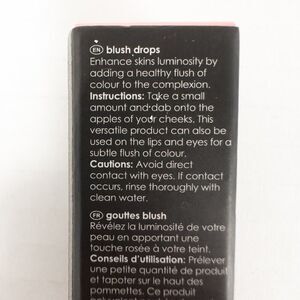 EN blush drops
Enhance skins luminosity by
adding a healthy flush of
colour to the complexion.
Instructions: Take a small
amount and dab onto the
apples of your cheeks. This
versatile product can also be
used on the lips and eyes for a
subtle flush of colour.
Cautions: Avoid direct
contact with eyes. If contact
occurs, rinse thoroughly with
clean water.
FR gouttes blush
Révélez la luminosité de votre
peau en apportant une
touche rosée à votre teint.
Conseils d'utilisation: Prélever
une petite quantité de produit
et tapoter sur le haut des
pommettes. Ce produit